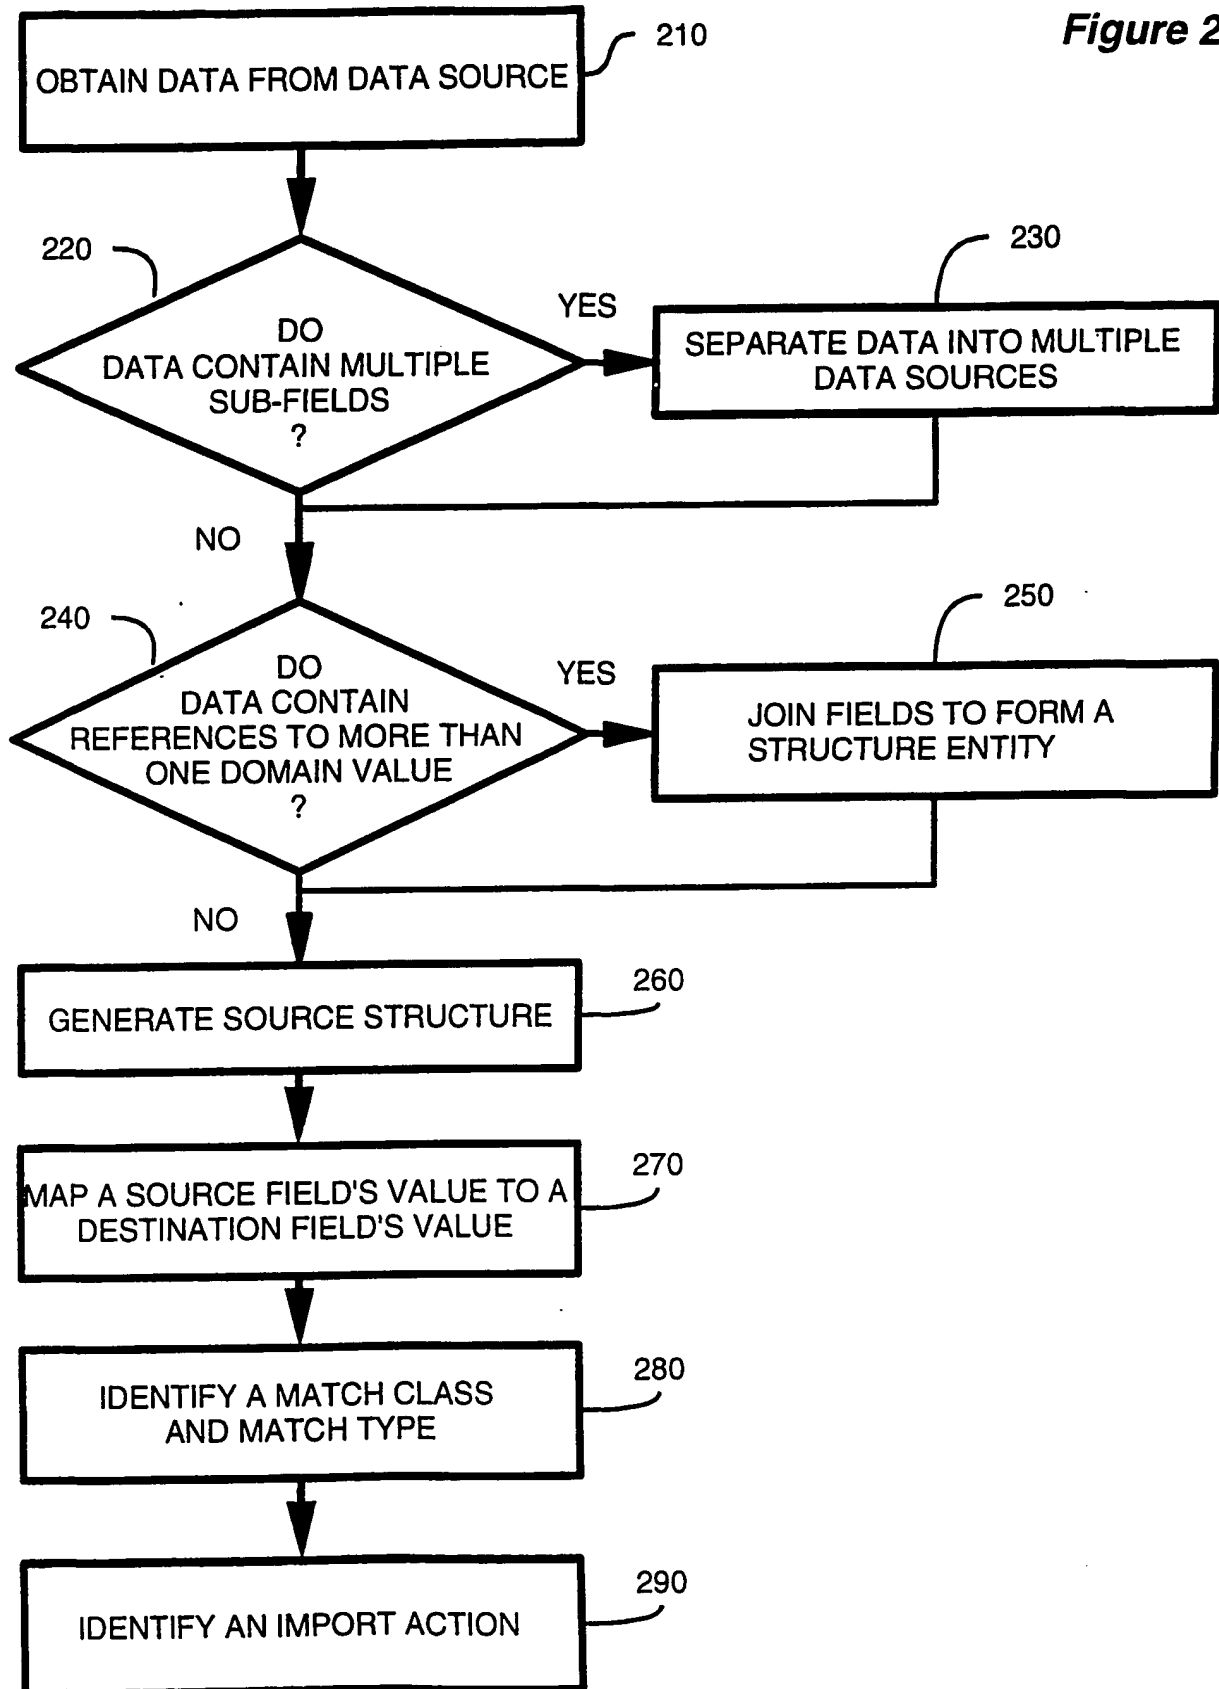 Figure 2
210
OBTAIN DATA FROM DATA SOURCE
220
DO
DATA CONTAIN MULTIPLE
SUB-FIELDS
?
YES
230
SEPARATE DATA INTO MULTIPLE
DATA SOURCES
NO
240
DO
DATA CONTAIN
REFERENCES TO MORE THAN
ONE DOMAIN VALUE
?
YES
250
JOIN FIELDS TO FORM A
STRUCTURE ENTITY
NO
260
GENERATE SOURCE STRUCTURE
270
MAP A SOURCE FIELD'S VALUE TO A
DESTINATION FIELD'S VALUE
280
IDENTIFY A MATCH CLASS
AND MATCH TYPE
290
IDENTIFY AN IMPORT ACTION